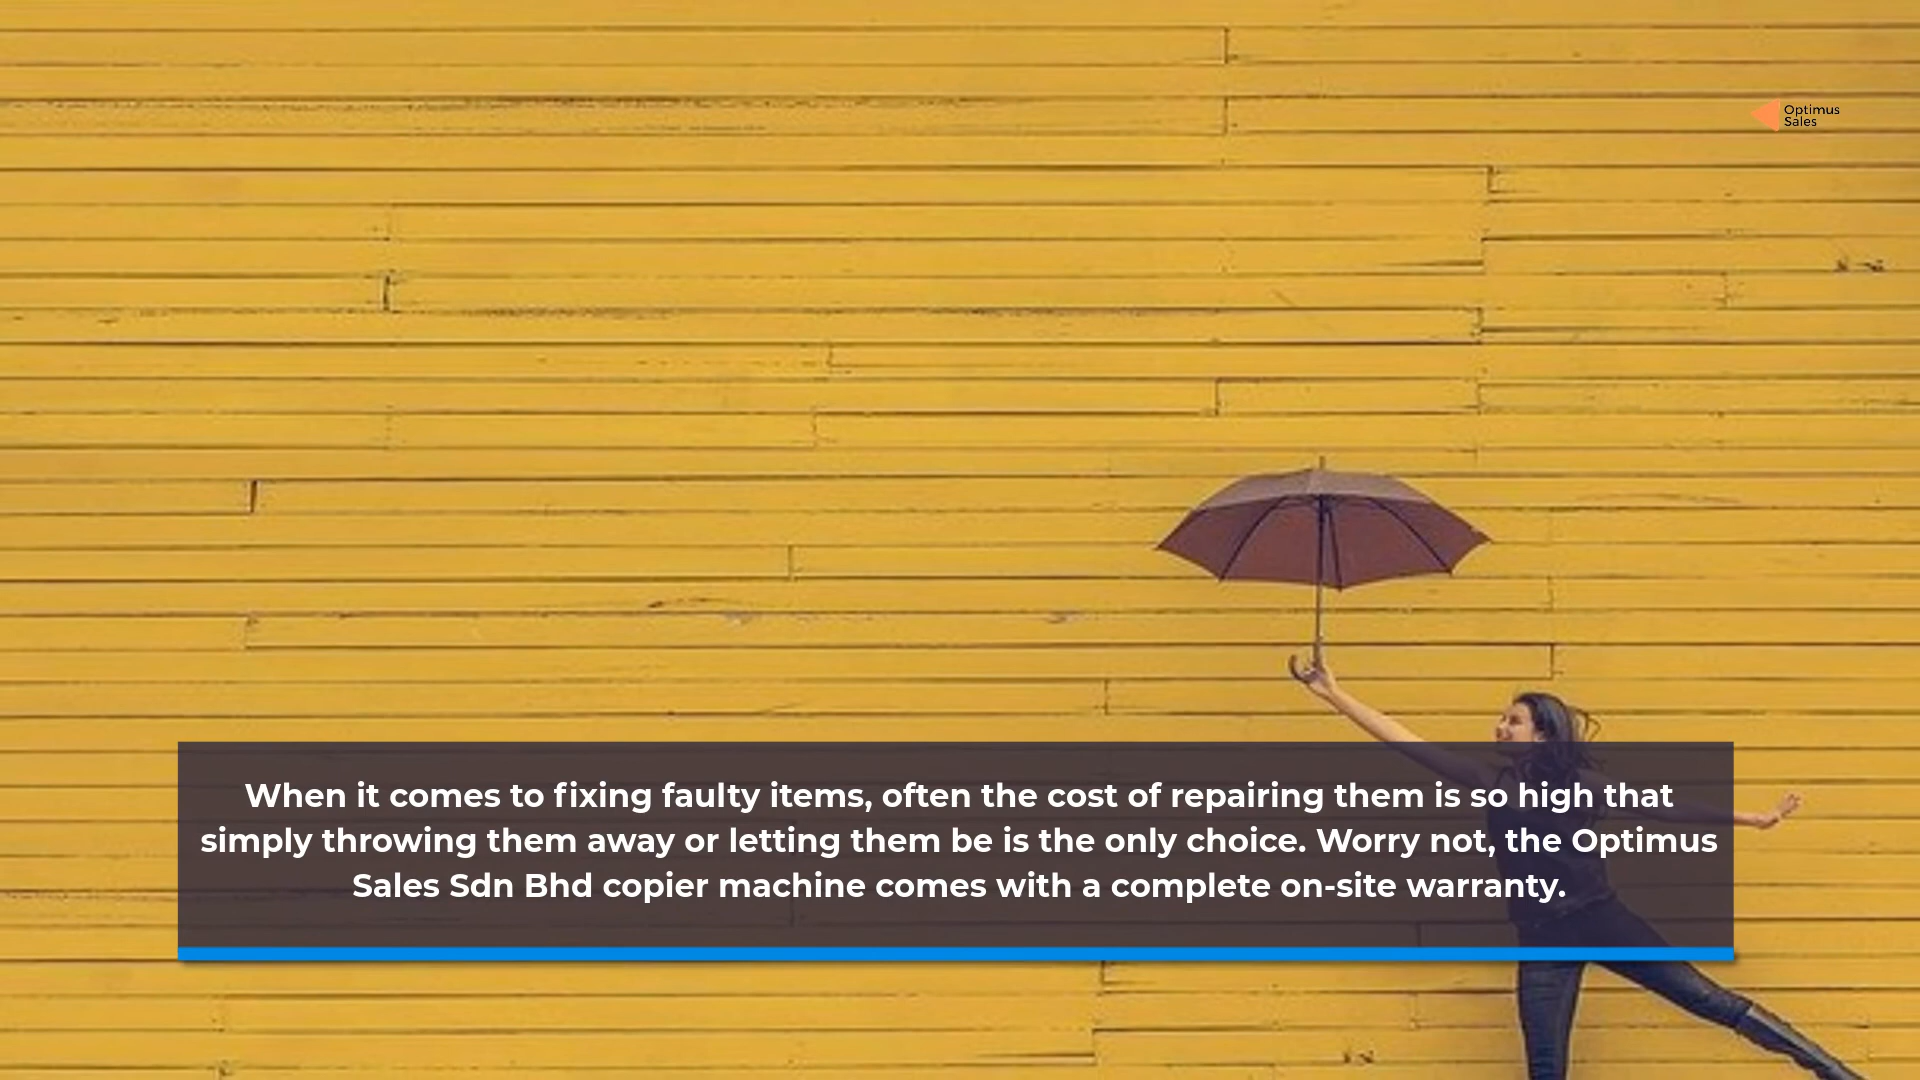 Optimus
Sales
When it comes to fixing faulty items, often the cost of repairing them is so high that
simply throwing them away or letting them be is the only choice. Worry not, the Optimus
Sales Sdn Bhd copier machine comes with a complete on-site warranty.